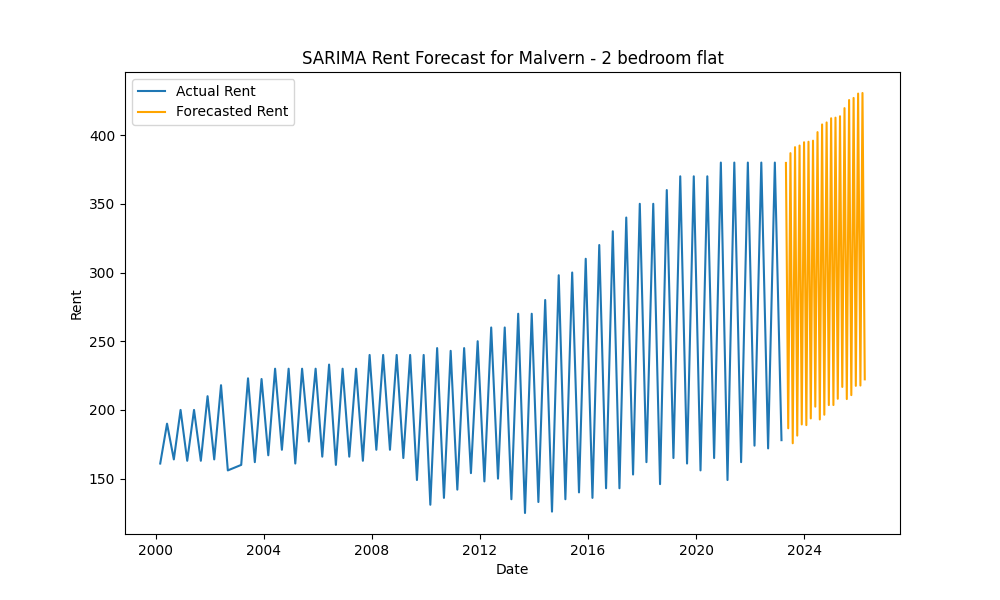 SARIMA Rent Forecast for Malvern - 2 bedroom flat
Actual Rent
Forecasted Rent
Rent
400
350
300
250
200
150
2000
2004
2008
2012
2016
2020
2024
Date